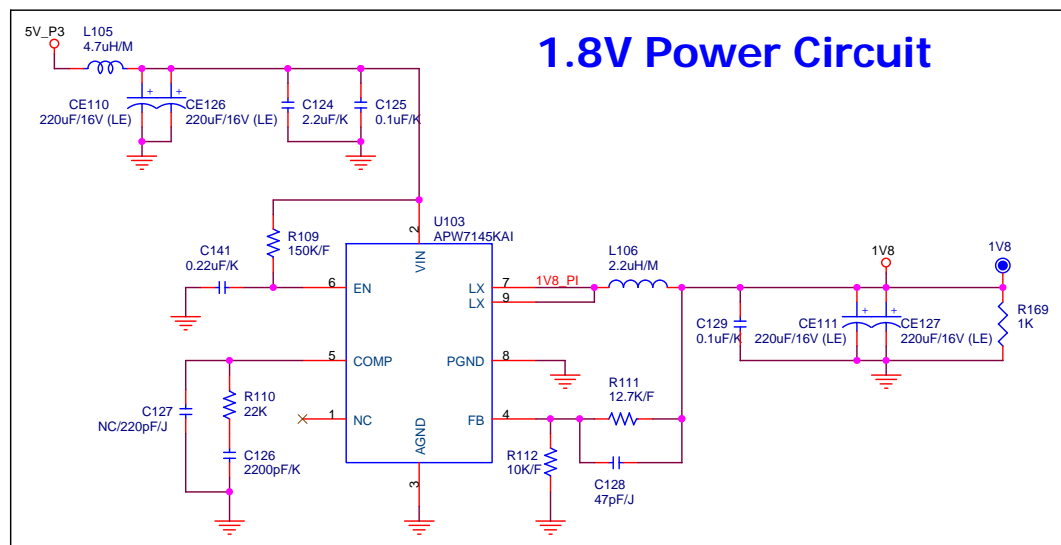 1.8V Power Circuit
5V_P3
L105
4.7uH/M
CE110
220uF/16V (LE)
CE126
220uF/16V (LE)
C124
2.2uF/K
C125
0.1uF/K
U103
APW7145KAI
2
VIN
R109
150K/F
C141
0.22uF/K
6
EN
5
COMP
1
NC
3
AGND
7
LX
9
LX
8
PGND
4
FB
1V8_PI
L106
2.2uH/M
1V8
1V8
C129
0.1uF/K
CE111
220uF/16V (LE)
CE127
220uF/16V (LE)
R169
1K
C127
NC/220pF/J
R110
22K
C126
2200pF/K
R111
12.7K/F
R112
10K/F
C128
47pF/J